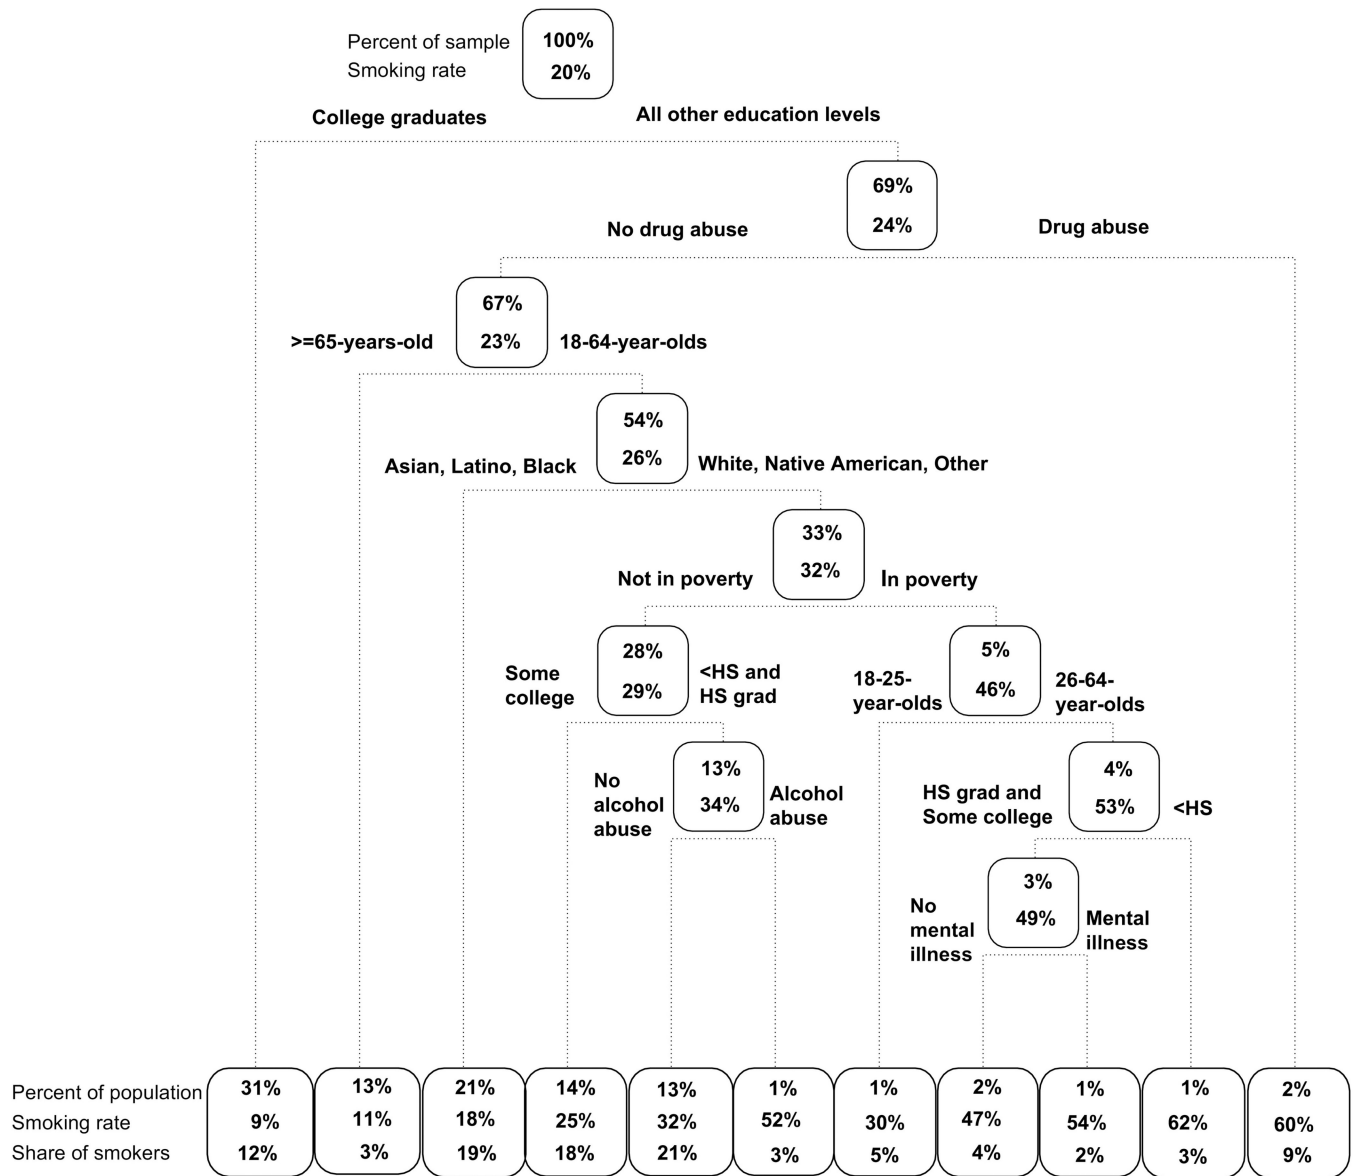 Percent of sample 100%
Smoking rate 20%
College graduates All other education levels
69%
24%
No drug abuse Drug abuse
67%
>=65-years-old 23% 18-64-year-olds
54%
26%
Asian, Latino, Black White, Native American, Other
33%
32%
Not in poverty In poverty
28%
29%
Some
college
<HS and
HS grad
5%
46%
18-25-
year-olds
26-64-
year-olds
13%
34%
No
alcohol
abuse
Alcohol
abuse
4%
53%
HS grad and
Some college
<HS
3%
49%
No
mental
illness
Mental
illness
Percent of population 31% 13% 21% 14% 13% 1% 1% 2% 1% 1% 2%
Smoking rate 9% 11% 18% 25% 32% 52% 30% 47% 54% 62% 60%
Share of smokers 12% 3% 19% 18% 21% 3% 5% 4% 2% 3% 9%